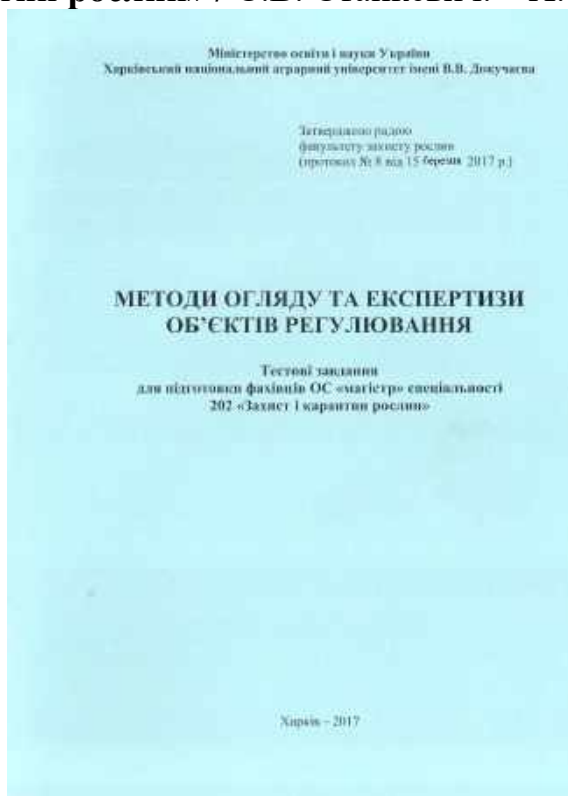 рослин» / С.В. Станкович.
Міністерство освіти і науки України
Харківський національний аграрний університет імені В.В. Докучаєва
Затверджено радою
факультету захисту рослин
(протокол № 8 від 15 березня 2017 р.)
МЕТОДИ ОГЛЯДУ ТА ЕКСПЕРТИЗИ
ОБ’ЄКТІВ РЕГУЛЮВАННЯ
Тестові завдання
для підготовки фахівців ОС «магістр» спеціальності
202 «Захист і карантин рослин»
Харків – 2017